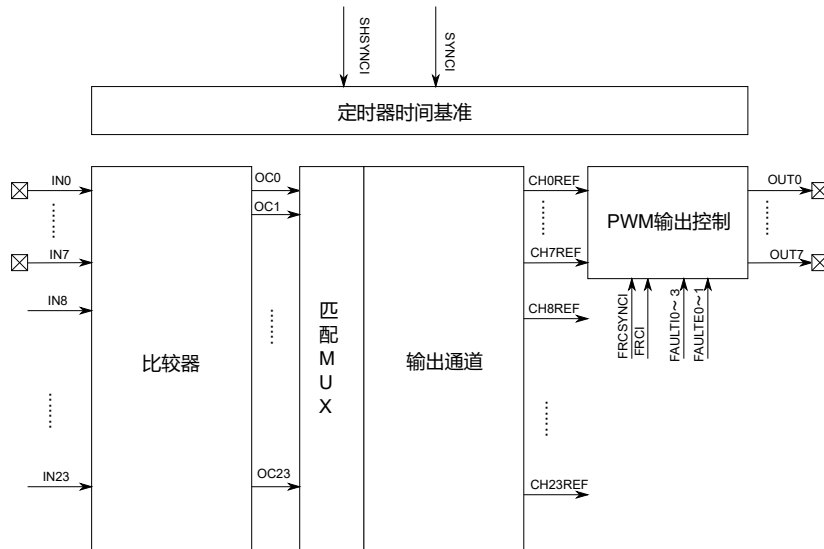 SHSYNCI
SYNCI
定时器时间基准
IN0
IN7
IN8
IN23
比较器
OC0
OC1
OC23
匹
配
M
U
X
输出通道
CH0REF
CH7REF
CH8REF
CH23REF
PWM输出控制
OUT0
OUT7
FRCSYNCI
FRCI
FAULTI0~3
FAULTE0~1